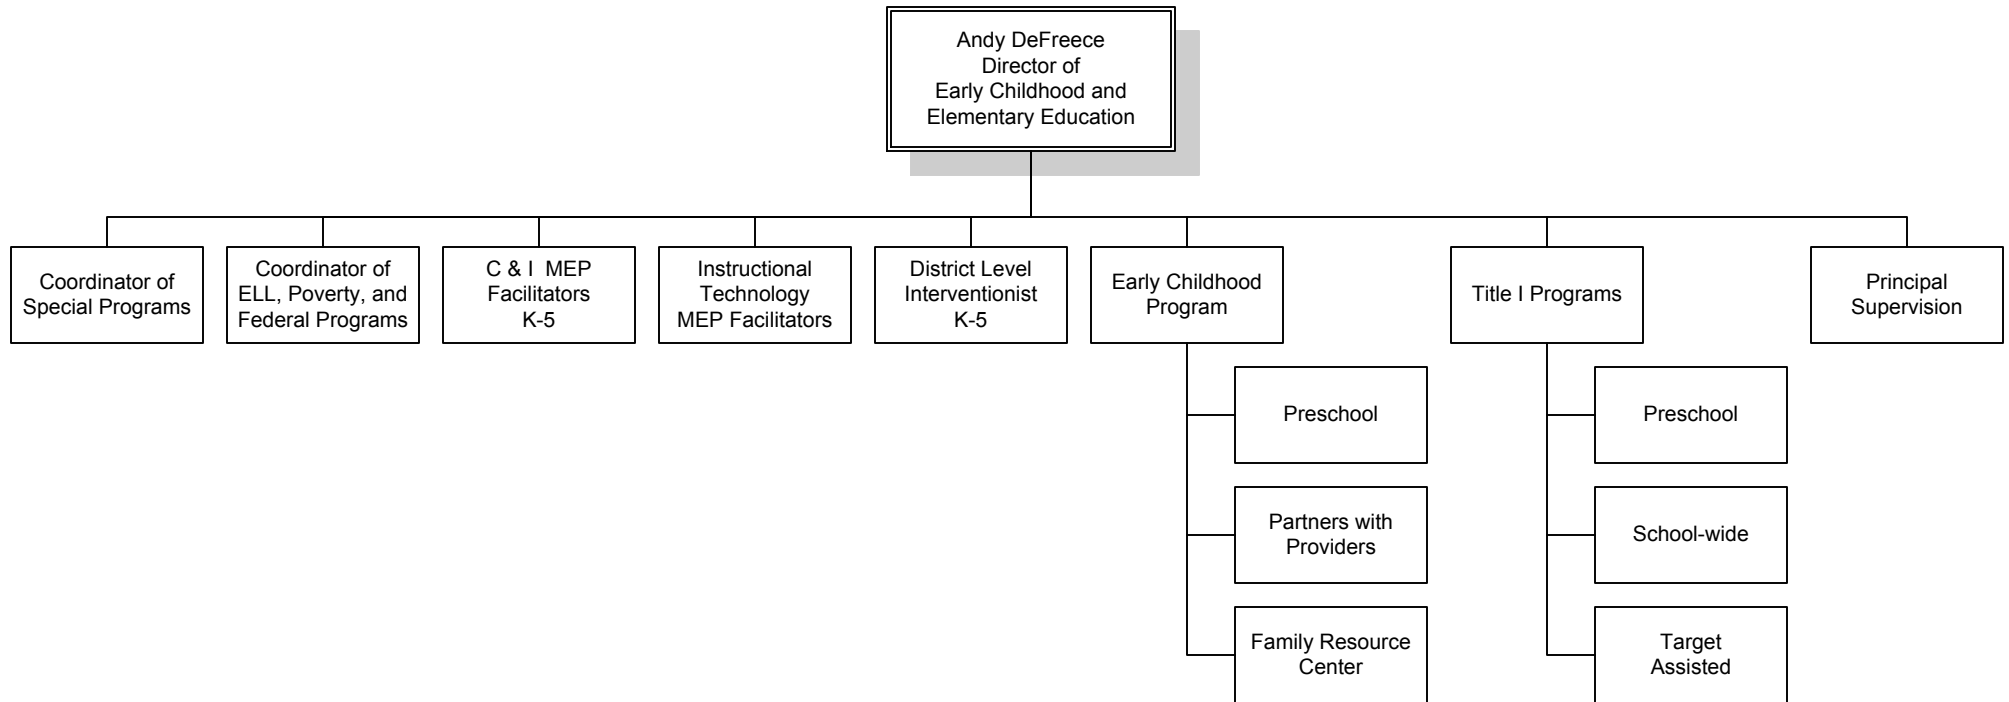 Andy DeFreece
Director of
Early Childhood and
Elementary Education
Coordinator of
Special Programs
Coordinator of
ELL, Poverty, and
Federal Programs
C & I  MEP
Facilitators
K-5
Instructional
Technology
MEP Facilitators
District Level
Interventionist
K-5
Early Childhood
Program
Title I Programs
Principal
Supervision
Preschool
Partners with
Providers
Family Resource
Center
Preschool
School-wide
Target
Assisted